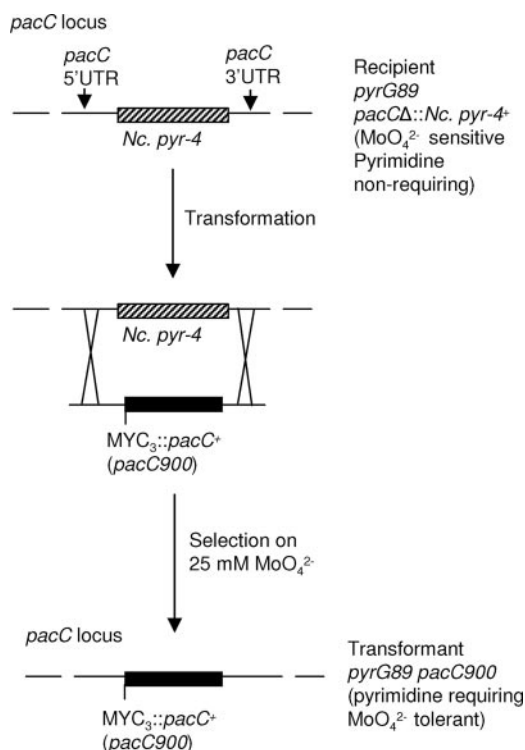 pacC locus
pacC
5'UTR
pacC
3'UTR
Nc. pyr-4
Recipient
pyrG89
pacCΔ::Nc. pyr-4⁺
(MoO₄²⁻ sensitive
Pyrimidine
non-requiring)
Transformation
Nc. pyr-4
MYC₃::pacC⁺
(pacC900)
Selection on
25 mM MoO₄²⁻
pacC locus
MYC₃::pacC⁺
(pacC900)
Transformant
pyrG89 pacC900
(pyrimidine requiring
MoO₄²⁻ tolerant)